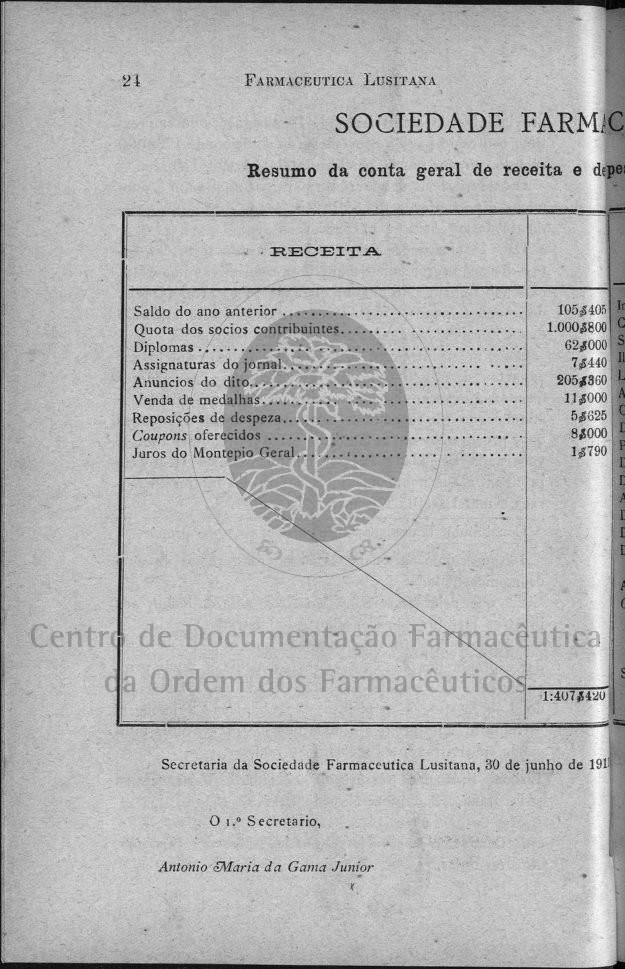 24 FARMACEUTICA LUSITANA
SOCIEDADE FARMAC
Resumo da conta geral de receita e depe
RECEITA
Saldo do ano anterior ................................ 105$405
Quota dos socios contribuintes........................ 1.000$800
Diplomas ............................................. 62$000
Assignaturas do jornal................................ 7$440
Anuncios do dito...................................... 205$360
Venda de medalhas..................................... 11$000
Reposições de despeza................................. 5$625
Coupons oferecidos ................................... 8$000
Juros do Montepio Geral............................... 1$790
Centro de Documentação Farmacêutica
da Ordem dos Farmacêuticos
1:407$420
Secretaria da Sociedade Farmaceutica Lusitana, 30 de junho de 191
O 1.º Secretario,
Antonio Maria da Gama Junior